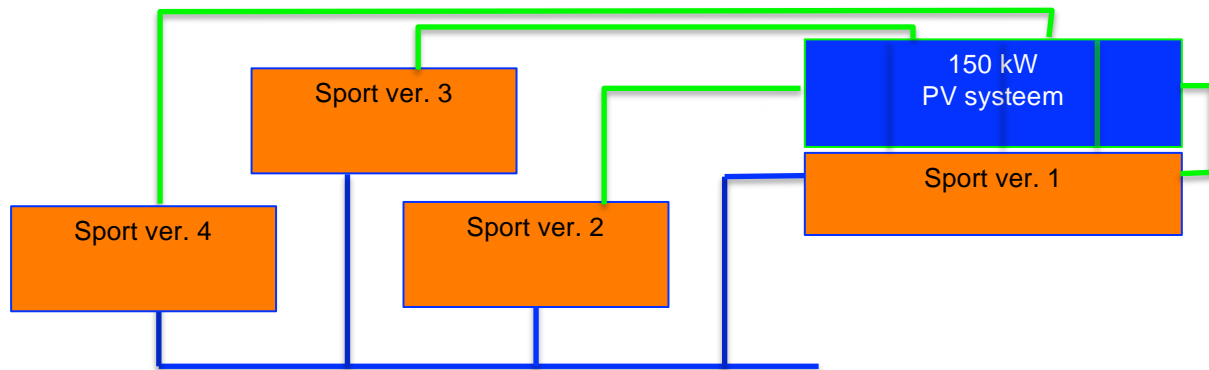 150 kW
PV systeem
Sport ver. 3
Sport ver. 1
Sport ver. 4
Sport ver. 2